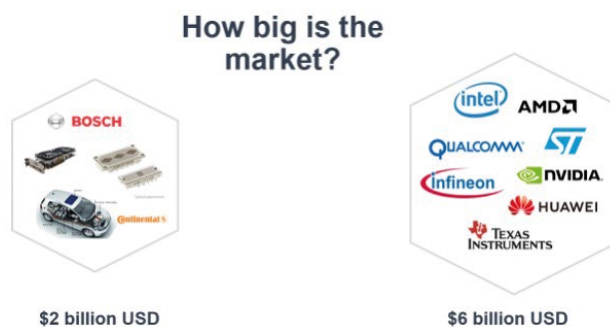 How big is the
market?
BOSCH
Continental
$2 billion USD
intel
AMD
QUALCOMM
ST
infineon
NVIDIA.
HUAWEI
TEXAS
INSTRUMENTS
$6 billion USD